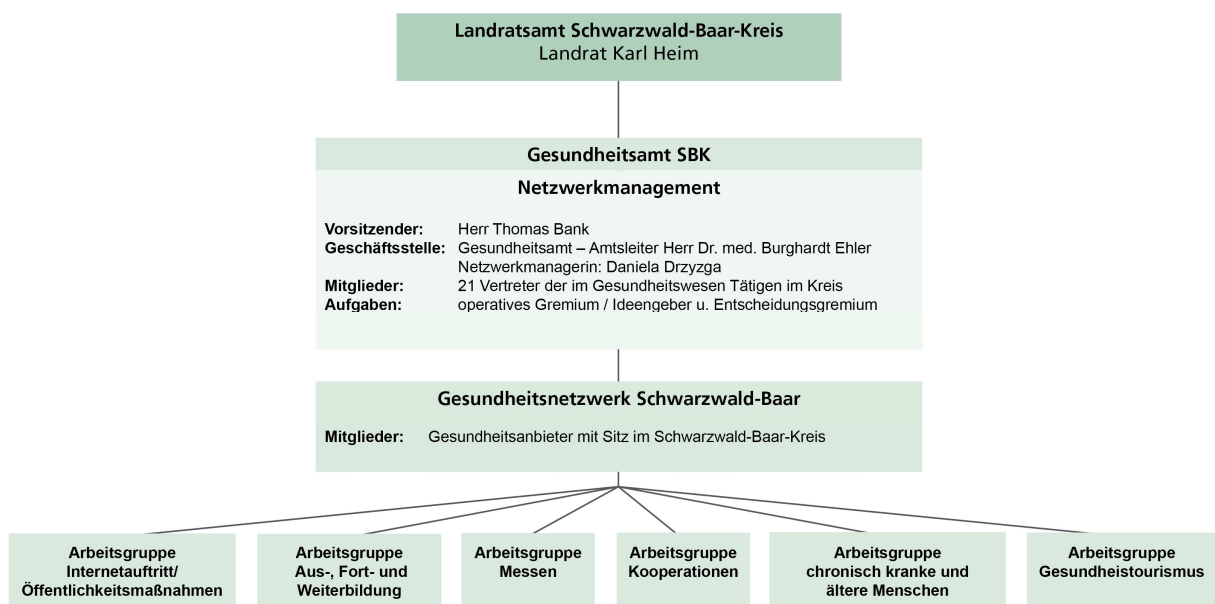 Landratsamt Schwarzwald-Baar-Kreis
Landrat Karl Heim
Gesundheitsamt SBK
Netzwerkmanagement
Vorsitzender: Herr Thomas Bank
Geschäftsstelle: Gesundheitsamt – Amtsleiter Herr Dr. med. Burghardt Ehler
Netzwerkmanagerin: Daniela Drzyzga
Mitglieder: 21 Vertreter der im Gesundheitswesen Tätigen im Kreis
Aufgaben: operatives Gremium / Ideengeber u. Entscheidungsgremium
Gesundheitsnetzwerk Schwarzwald-Baar
Mitglieder: Gesundheitsanbieter mit Sitz im Schwarzwald-Baar-Kreis
Arbeitsgruppe
Internetauftritt/
Öffentlichkeitsmaßnahmen
Arbeitsgruppe
Aus-, Fort- und
Weiterbildung
Arbeitsgruppe
Messen
Arbeitsgruppe
Kooperationen
Arbeitsgruppe
chronisch kranke und
ältere Menschen
Arbeitsgruppe
Gesundheistourismus